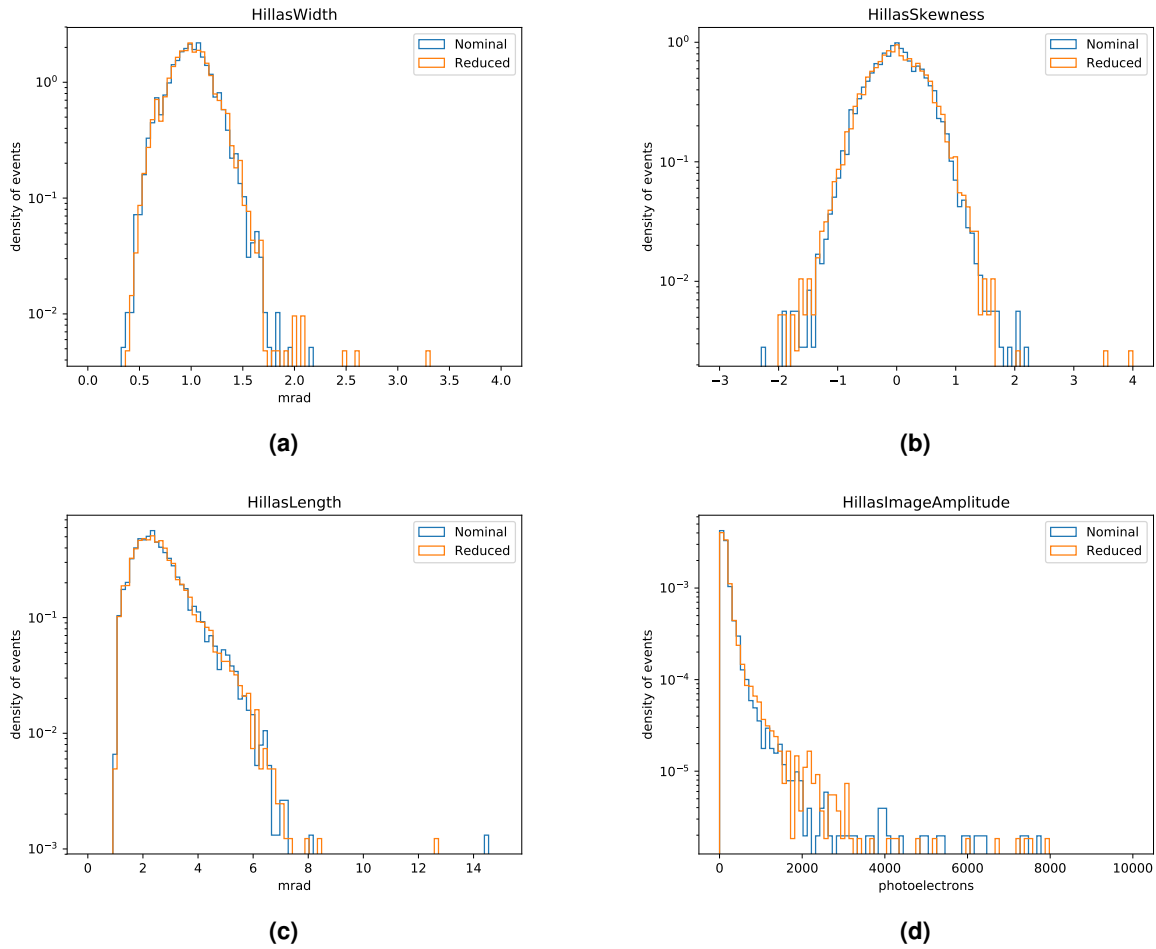 HillasWidth
Nominal
Reduced
density of events
10⁰
10⁻¹
10⁻²
0.0 0.5 1.0 1.5 2.0 2.5 3.0 3.5 4.0
mrad
(a)
HillasSkewness
Nominal
Reduced
density of events
10⁰
10⁻¹
10⁻²
−3 −2 −1 0 1 2 3 4
(b)
HillasLength
Nominal
Reduced
density of events
10⁻¹
10⁻²
10⁻³
0 2 4 6 8 10 12 14
mrad
(c)
HillasImageAmplitude
Nominal
Reduced
density of events
10⁻³
10⁻⁴
10⁻⁵
0 2000 4000 6000 8000 10000
photoelectrons
(d)